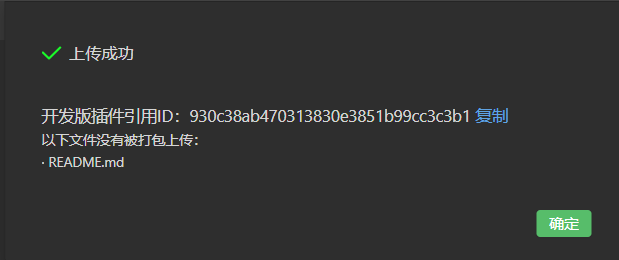 上传成功
开发版插件引用ID：930c38ab470313830e3851b99cc3c3b1 复制
以下文件没有被打包上传：
· README.md
确定